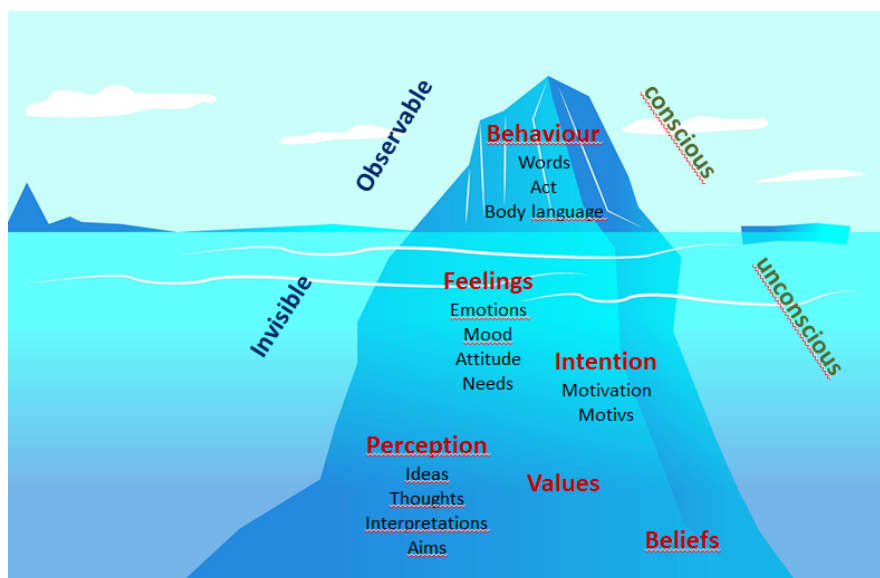 Observable
conscious
Behaviour
Words
Act
Body language
Invisible
unconscious
Feelings
Emotions
Mood
Attitude
Needs
Intention
Motivation
Motivs
Perception
Ideas
Thoughts
Interpretations
Aims
Values
Beliefs